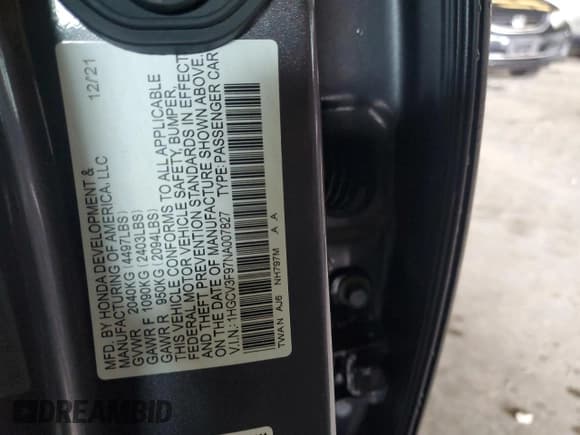 MFD. BY HONDA DEVELOPMENT & 12/21
MANUFACTURING OF AMERICA, LLC
GVWR 2040KG (4497LBS)
GAWR F 1090KG (2403LBS)
GAWR R 950KG (2094LBS)
THIS VEHICLE CONFORMS TO ALL APPLICABLE
FEDERAL MOTOR VEHICLE SAFETY, BUMPER,
AND THEFT PREVENTION STANDARDS IN EFFECT
ON THE DATE OF MANUFACTURE SHOWN ABOVE.
V.I.N.: 1HGCV3F97NA007827 TYPE: PASSENGER CAR
TWAN AJ6 NH797M A A
DREAMBID